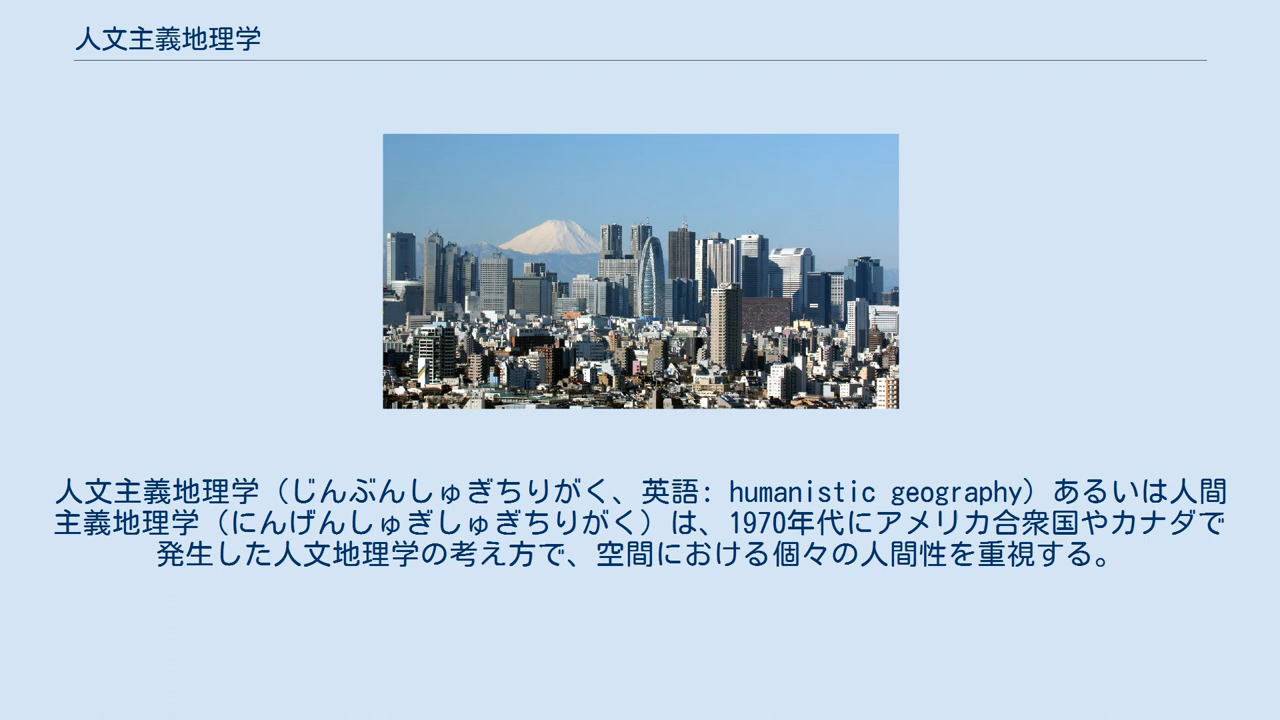 人文主義地理学
人文主義地理学（じんぶんしゅぎちりがく、英語: humanistic geography）あるいは人間
主義地理学（にんげんしゅぎしゅぎちりがく）は、1970年代にアメリカ合衆国やカナダで
発生した人文地理学の考え方で、空間における個々の人間性を重視する。